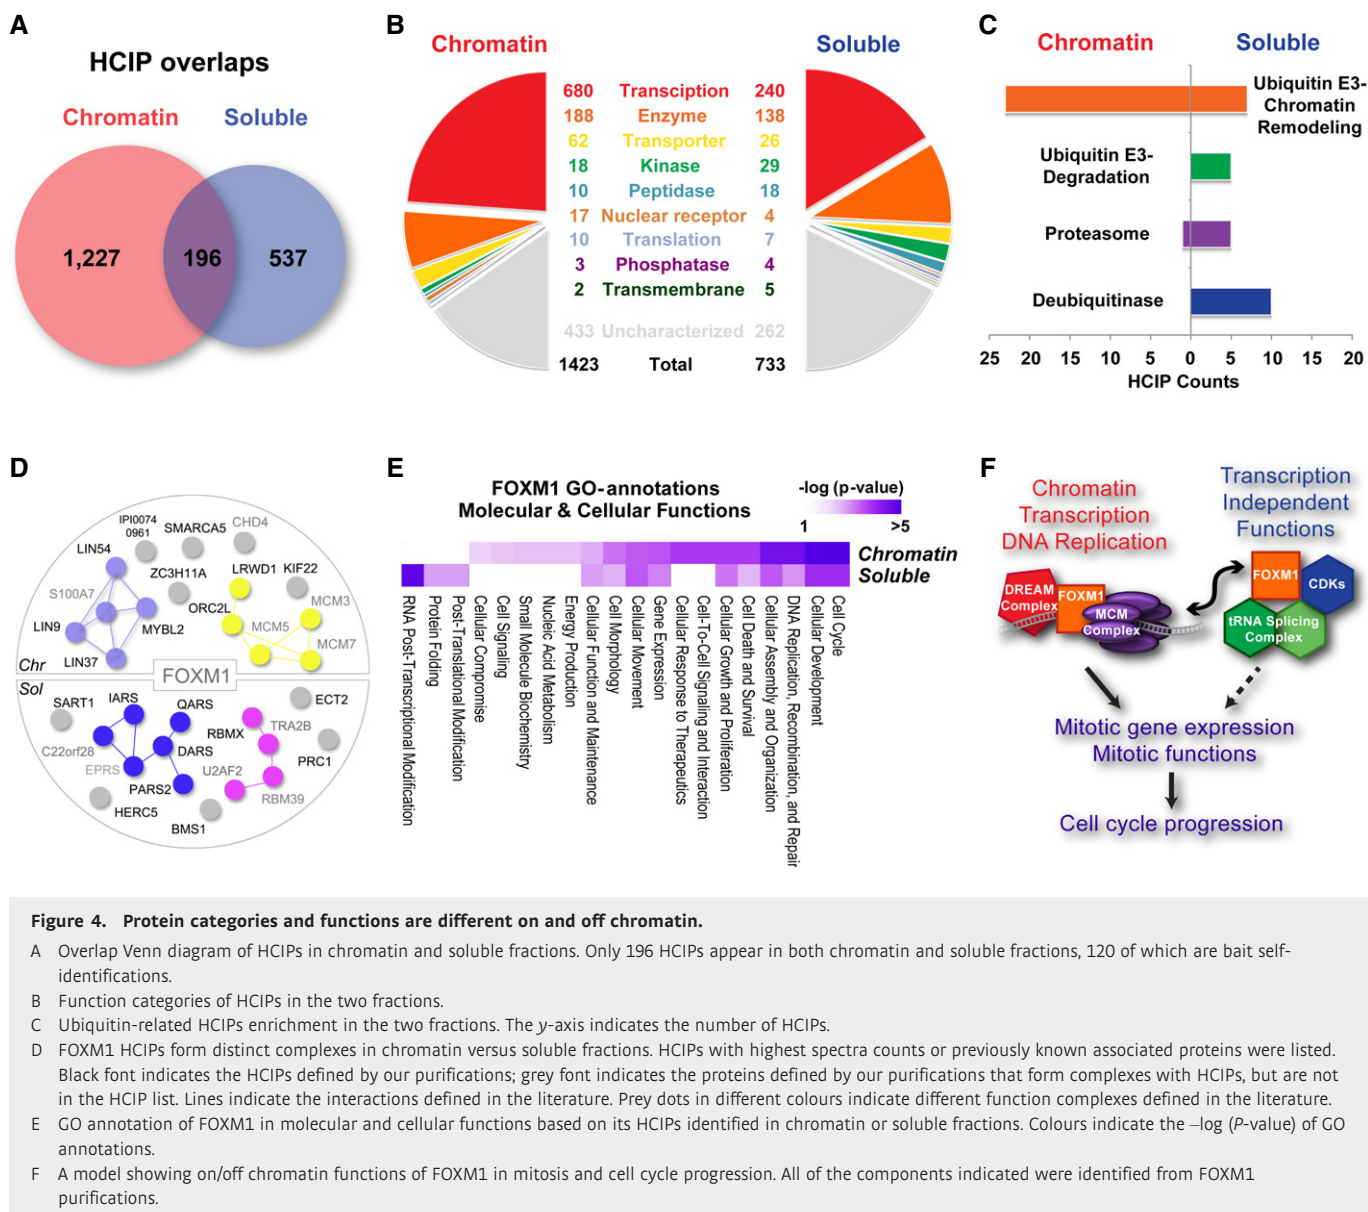 A
HCIP overlaps
Chromatin Soluble
1,227 196 537
B
Chromatin Soluble
680 Transciption 240
188 Enzyme 138
62 Transporter 26
18 Kinase 29
10 Peptidase 18
17 Nuclear receptor 4
10 Translation 7
3 Phosphatase 4
2 Transmembrane 5
433 Uncharacterized 262
1423 Total 733
C
Chromatin Soluble
Ubiquitin E3-
Chromatin
Remodeling
Ubiquitin E3-
Degradation
Proteasome
Deubiquitinase
25 20 15 10 5 0 5 10 15 20
HCIP Counts
D
IPI0074
0961
SMARCA5
CHD4
LIN54
ZC3H11A
LRWD1
KIF22
S100A7
ORC2L
MCM3
LIN9
MYBL2
MCM5
MCM7
LIN37
Chr
FOXM1
Sol
SART1
IARS
QARS
ECT2
RBMX
TRA2B
C22orf28
DARS
PRC1
EPRS
U2AF2
PARS2
RBM39
HERC5
BMS1
E
FOXM1 GO-annotations
Molecular & Cellular Functions
-log (p-value)
1 >5
Chromatin
Soluble
RNA Post-Transcriptional Modification
Protein Folding
Post-Translational Modification
Cellular Compromise
Cell Signaling
Small Molecule Biochemistry
Nucleic Acid Metabolism
Energy Production
Cellular Function and Maintenance
Cell Morphology
Cellular Movement
Gene Expression
Cellular Response to Therapeutics
Cell-To-Cell Signaling and Interaction
Cellular Growth and Proliferation
Cell Death and Survival
Cellular Assembly and Organization
DNA Replication, Recombination, and Repair
Cellular Development
Cell Cycle
F
Chromatin
Transcription
DNA Replication
Transcription
Independent
Functions
DREAM
Complex
FOXM1
MCM
Complex
FOXM1
CDKs
tRNA Splicing
Complex
Mitotic gene expression
Mitotic functions
Cell cycle progression
Figure 4. Protein categories and functions are different on and off chromatin.
A Overlap Venn diagram of HCIPs in chromatin and soluble fractions. Only 196 HCIPs appear in both chromatin and soluble fractions, 120 of which are bait self-
identifications.
B Function categories of HCIPs in the two fractions.
C Ubiquitin-related HCIPs enrichment in the two fractions. The y-axis indicates the number of HCIPs.
D FOXM1 HCIPs form distinct complexes in chromatin versus soluble fractions. HCIPs with highest spectra counts or previously known associated proteins were listed.
Black font indicates the HCIPs defined by our purifications; grey font indicates the proteins defined by our purifications that form complexes with HCIPs, but are not
in the HCIP list. Lines indicate the interactions defined in the literature. Prey dots in different colours indicate different function complexes defined in the literature.
E GO annotation of FOXM1 in molecular and cellular functions based on its HCIPs identified in chromatin or soluble fractions. Colours indicate the –log (P-value) of GO
annotations.
F A model showing on/off chromatin functions of FOXM1 in mitosis and cell cycle progression. All of the components indicated were identified from FOXM1
purifications.